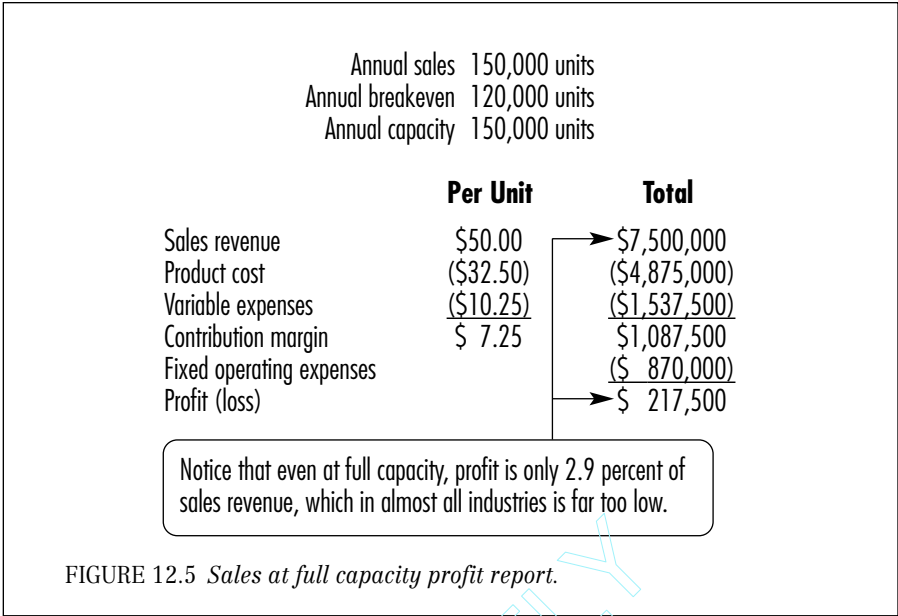 Annual sales 150,000 units
Annual breakeven 120,000 units
Annual capacity 150,000 units
Per Unit Total
Sales revenue $50.00 $7,500,000
Product cost ($32.50) ($4,875,000)
Variable expenses ($10.25) ($1,537,500)
Contribution margin $ 7.25 $1,087,500
Fixed operating expenses ($ 870,000)
Profit (loss) $ 217,500
Notice that even at full capacity, profit is only 2.9 percent of
sales revenue, which in almost all industries is far too low.
FIGURE 12.5 Sales at full capacity profit report.